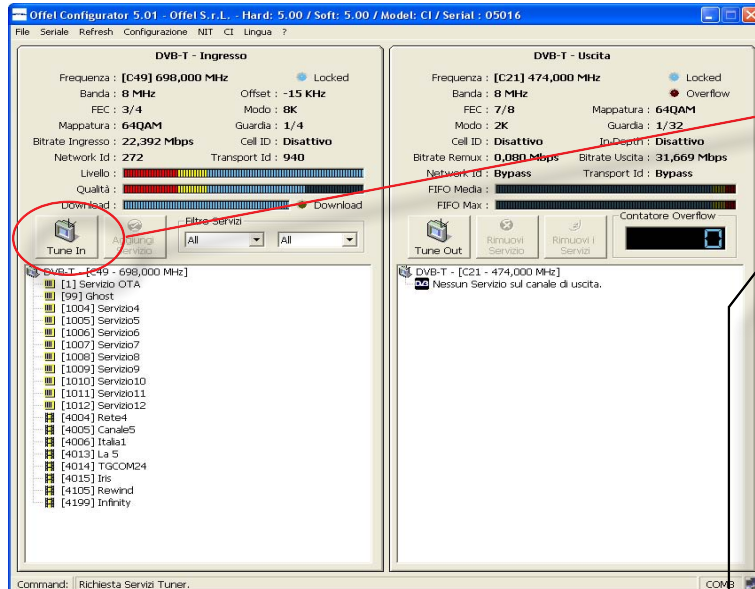 Offel Configurator 5.01 - Offel S.r.L. - Hard: 5.00 / Soft: 5.00 / Model: CI / Serial : 05016
File Seriale Refresh Configurazione NIT CI Lingua ?
DVB-T - Ingresso
Frequenza : [C49] 698,000 MHz Locked
Banda : 8 MHz Offset : -15 KHz
FEC : 3/4 Modo : 8K
Mappatura : 64QAM Guardia : 1/4
Bitrate Ingresso : 22,392 Mbps Cell ID : Disattivo
Network Id : 272 Transport Id : 940
Livello :
Qualità :
Download : Download
Tune In
Aggiungi Servizio
Filtro Servizi
All All
DVB-T - [C49 - 698,000 MHz]
[1] Servizio OTA
[99] Ghost
[1004] Servizio4
[1005] Servizio5
[1006] Servizio6
[1007] Servizio7
[1008] Servizio8
[1009] Servizio9
[1010] Servizio10
[1011] Servizio11
[1012] Servizio12
[4004] Rete4
[4005] Canale5
[4006] Italia1
[4013] La 5
[4014] TGCOM24
[4015] Iris
[4105] Rewind
[4199] Infinity
DVB-T - Uscita
Frequenza : [C21] 474,000 MHz Locked
Banda : 8 MHz Overflow
FEC : 7/8 Mappatura : 64QAM
Modo : 2K Guardia : 1/32
Cell ID : Disattivo In-Depth : Disattivo
Bitrate Remux : 0,080 Mbps Bitrate Uscita : 31,669 Mbps
Network Id : Bypass Transport Id : Bypass
FIFO Media :
FIFO Max :
Tune Out
Rimuovi Servizio
Rimuovi i Servizi
Contatore Overflow
0
DVB-T - [C21 - 474,000 MHz]
DVB Nessun Servizio sul canale di uscita.
Command: Richiesta Servizi Tuner. COM3